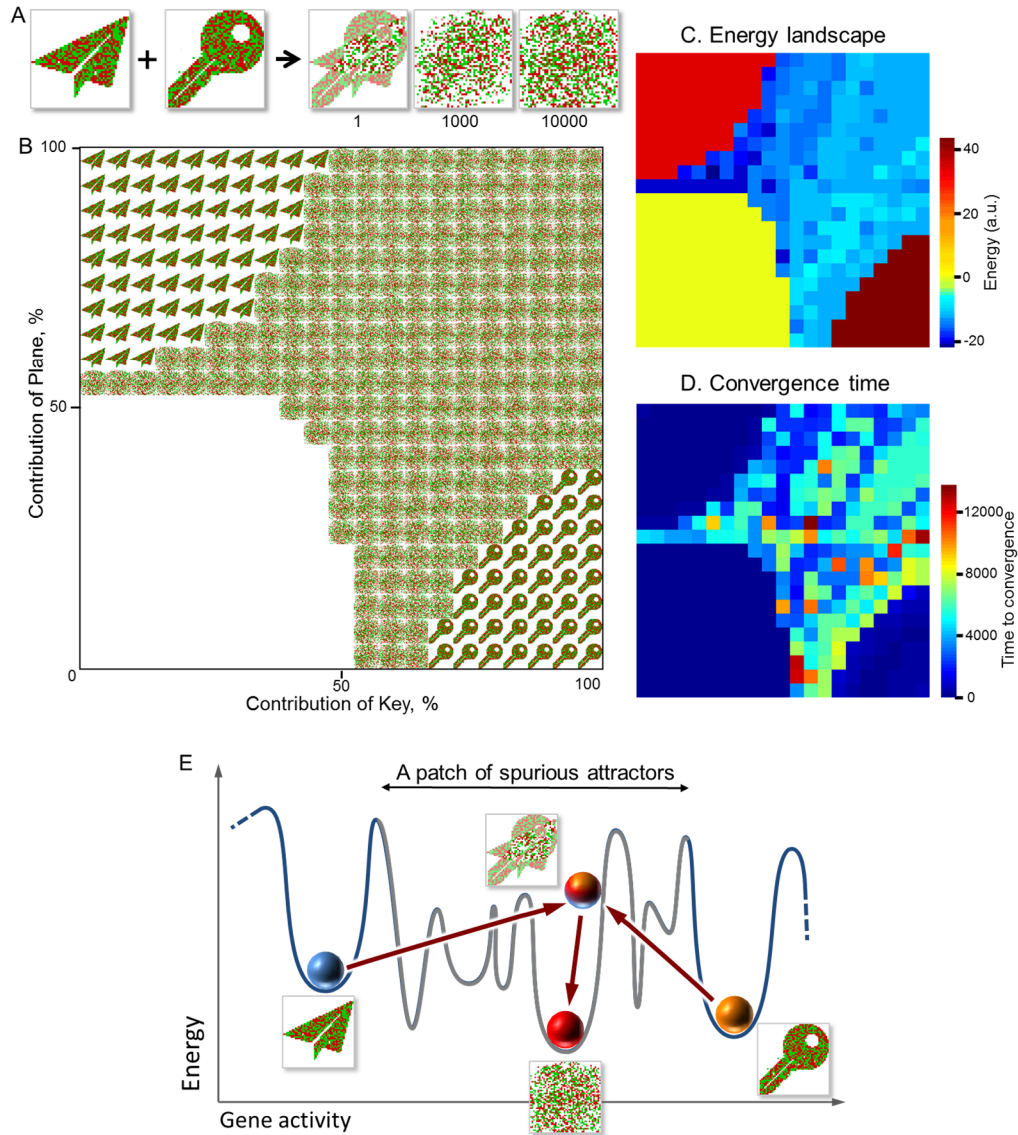 A
1
1000
10000
B
100
50
0
50
100
Contribution of Plane, %
Contribution of Key, %
C. Energy landscape
40
20
0
-20
Energy (a.u.)
D. Convergence time
12000
8000
4000
0
Time to convergence
E
A patch of spurious attractors
Energy
Gene activity